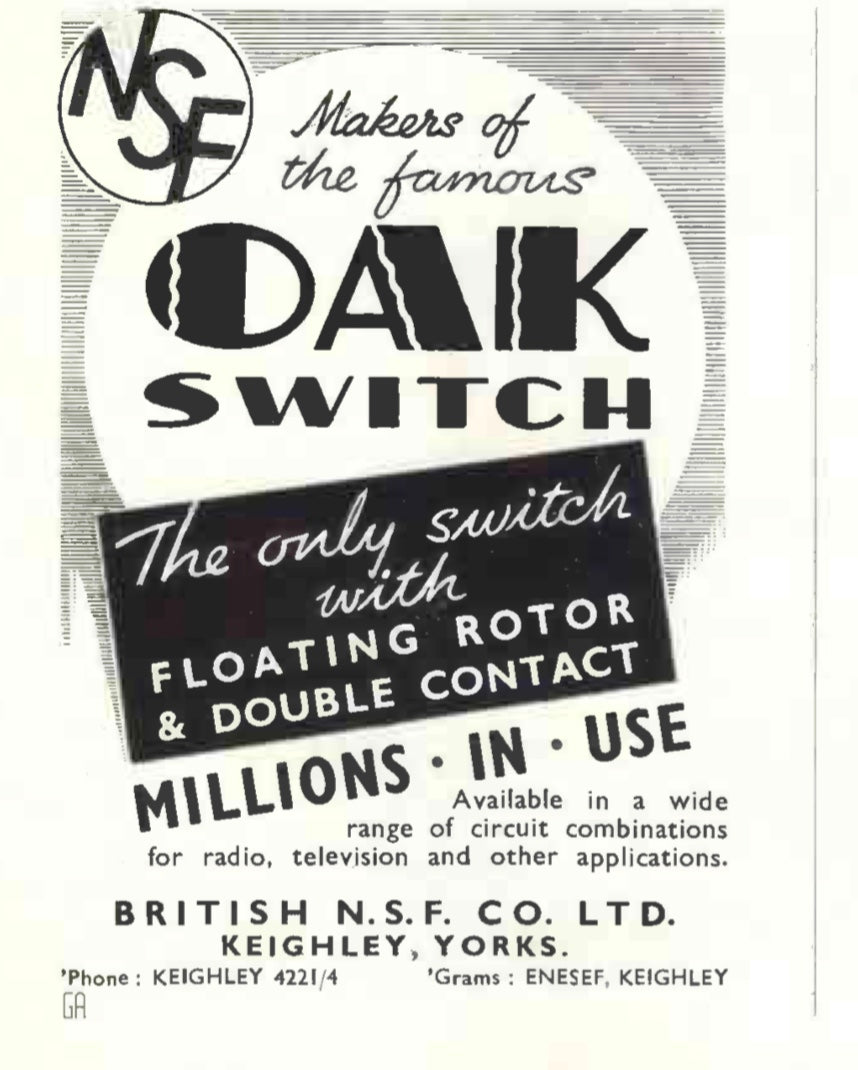 NSF
Makers of
the famous
OAK
SWITCH
The only switch
with
FLOATING ROTOR
& DOUBLE CONTACT
MILLIONS · IN · USE
Available in a wide
range of circuit combinations
for radio, television and other applications.
BRITISH N.S.F. CO. LTD.
KEIGHLEY, YORKS.
'Phone : KEIGHLEY 4221/4 'Grams : ENESEF, KEIGHLEY
GA